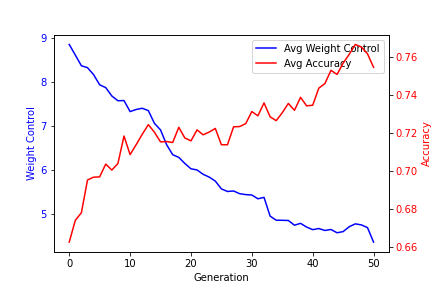 9
8
7
6
5
Weight Control
Avg Weight Control
Avg Accuracy
0.76
0.74
0.72
0.70
0.68
0.66
Accuracy
0 10 20 30 40 50
Generation